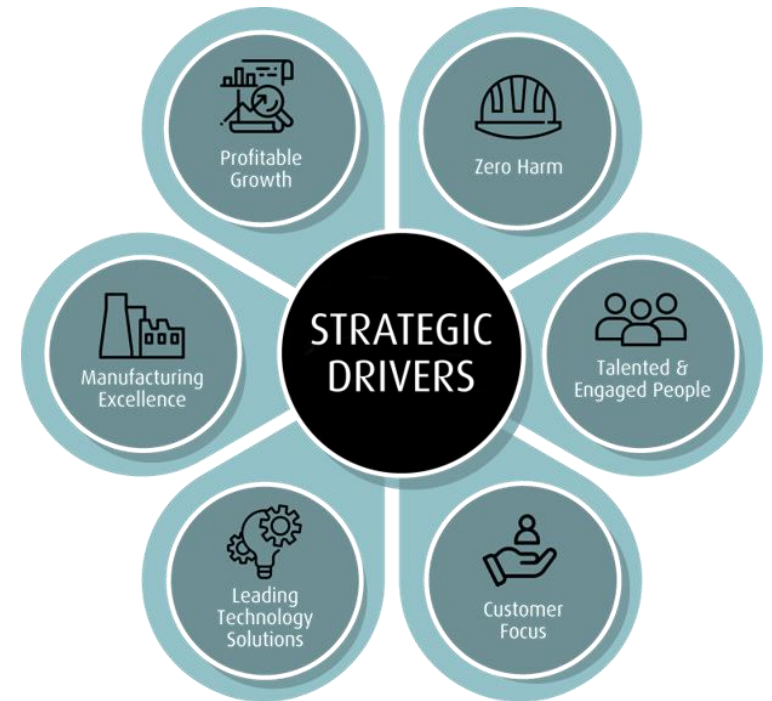 STRATEGIC
DRIVERS
Profitable
Growth
Zero Harm
Talented &
Engaged People
Customer
Focus
Leading
Technology
Solutions
Manufacturing
Excellence